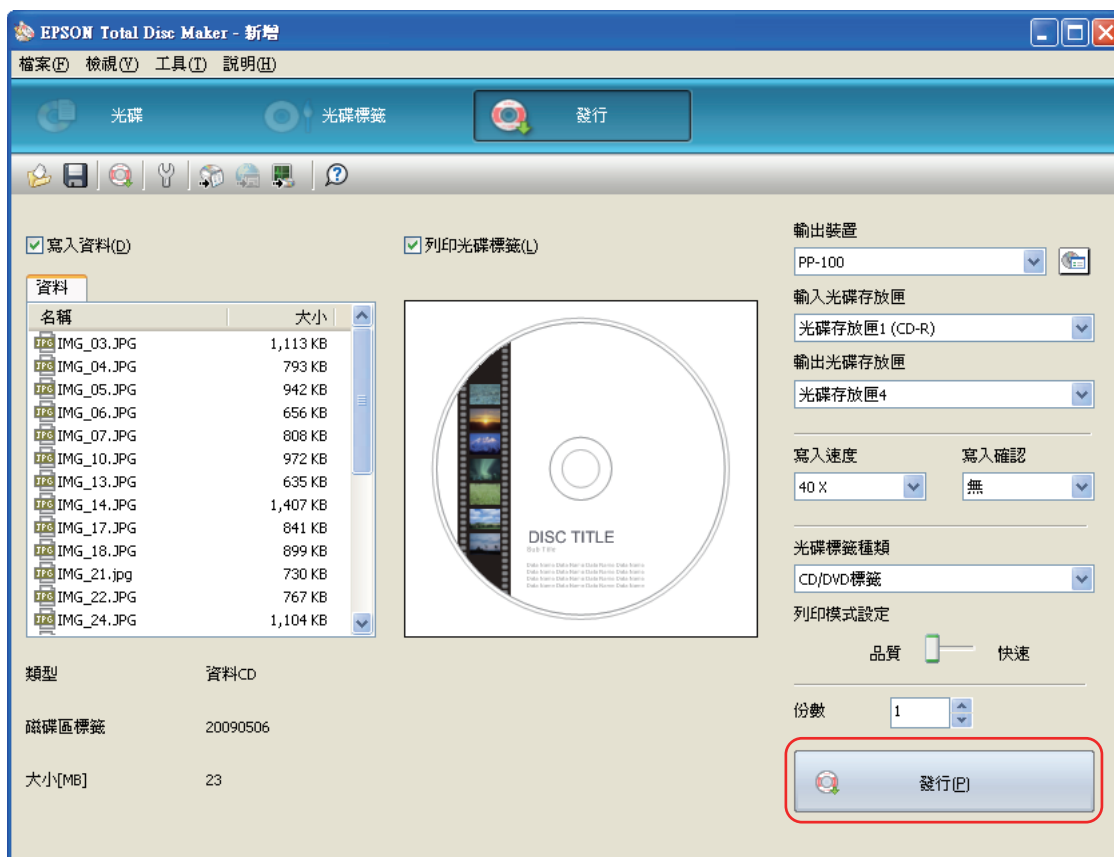 EPSON Total Disc Maker - 新增
檔案(F) 檢視(V) 工具(T) 說明(H)
光碟 光碟標籤 發行
寫入資料(D)
資料
名稱 大小
IMG_03.JPG 1,113 KB
IMG_04.JPG 793 KB
IMG_05.JPG 942 KB
IMG_06.JPG 656 KB
IMG_07.JPG 808 KB
IMG_10.JPG 972 KB
IMG_13.JPG 635 KB
IMG_14.JPG 1,407 KB
IMG_17.JPG 841 KB
IMG_18.JPG 899 KB
IMG_21.jpg 730 KB
IMG_22.JPG 767 KB
IMG_24.JPG 1,104 KB
類型 資料CD
磁碟區標籤 20090506
大小[MB] 23
列印光碟標籤(L)
DISC TITLE
Sub Title
輸出裝置
PP-100
輸入光碟存放匣
光碟存放匣1 (CD-R)
輸出光碟存放匣
光碟存放匣4
寫入速度 寫入確認
40 X 無
光碟標籤種類
CD/DVD標籤
列印模式設定
品質 快速
份數 1
發行(P)